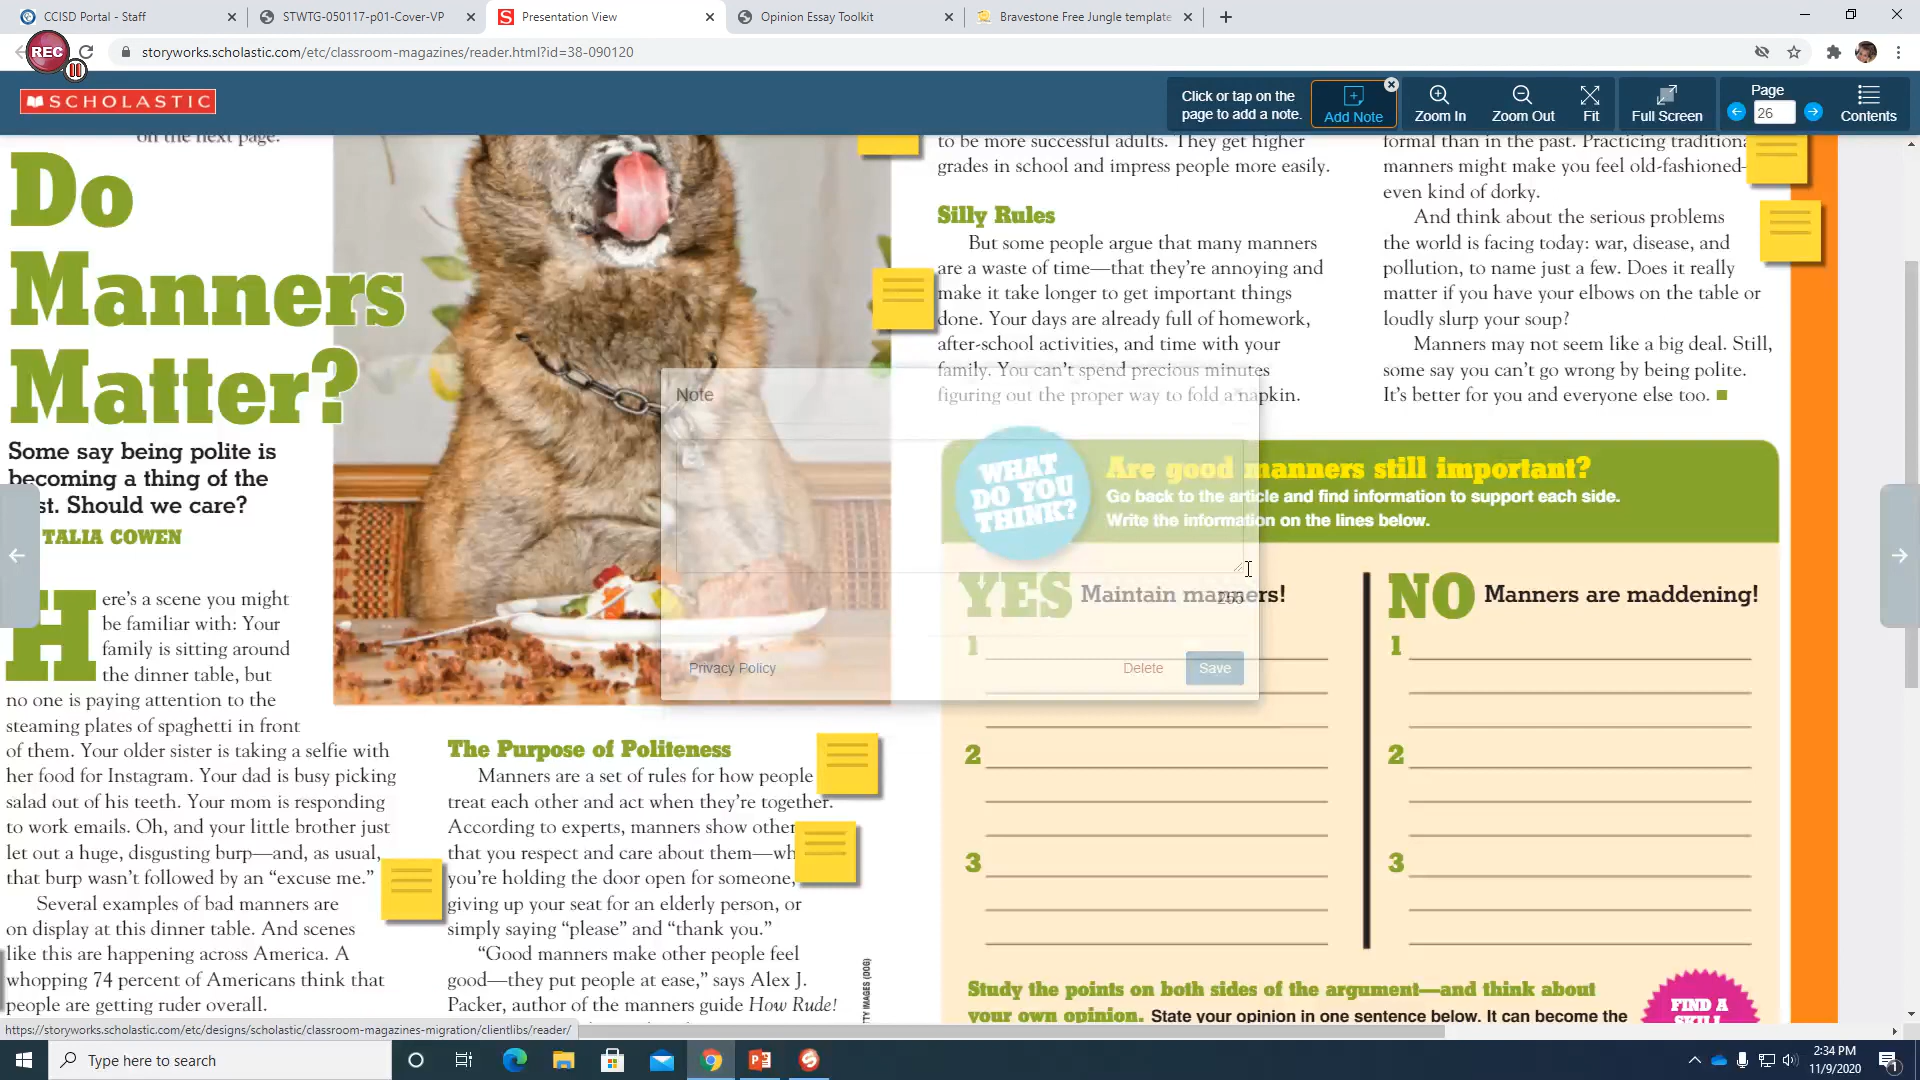 CCISD Portal - Staff
STWTG-050117-p01-Cover-VP
Presentation View
Opinion Essay Toolkit
Bravestone Free Jungle template
REC
storyworks.scholastic.com/etc/classroom-magazines/reader.html?id=38-090120
SCHOLASTIC
Click or tap on the
page to add a note.
Add Note
Zoom In
Zoom Out
Fit
Full Screen
Page
26
Contents
on the next page.
Do
Manners
Matter?
Some say being polite is
becoming a thing of the
st. Should we care?
TALIA COWEN
Here's a scene you might
be familiar with: Your
family is sitting around
the dinner table, but
no one is paying attention to the
steaming plates of spaghetti in front
of them. Your older sister is taking a selfie with
her food for Instagram. Your dad is busy picking
salad out of his teeth. Your mom is responding
to work emails. Oh, and your little brother just
let out a huge, disgusting burp—and, as usual,
that burp wasn't followed by an “excuse me.”
Several examples of bad manners are
on display at this dinner table. And scenes
like this are happening across America. A
whopping 74 percent of Americans think that
people are getting ruder overall.
The Purpose of Politeness
Manners are a set of rules for how people
treat each other and act when they're together.
According to experts, manners show other
that you respect and care about them—wh
you're holding the door open for someone,
giving up your seat for an elderly person, or
simply saying “please” and “thank you.”
“Good manners make other people feel
good—they put people at ease,” says Alex J.
Packer, author of the manners guide How Rude!
TTY IMAGES (DOG)
to be more successful adults. They get higher
grades in school and impress people more easily.
Silly Rules
But some people argue that many manners
are a waste of time—that they're annoying and
make it take longer to get important things
done. Your days are already full of homework,
after-school activities, and time with your
family. You can't spend precious minutes
figuring out the proper way to fold a napkin.
formal than in the past. Practicing traditiona
manners might make you feel old-fashioned—
even kind of dorky.
And think about the serious problems
the world is facing today: war, disease, and
pollution, to name just a few. Does it really
matter if you have your elbows on the table or
loudly slurp your soup?
Manners may not seem like a big deal. Still,
some say you can't go wrong by being polite.
It's better for you and everyone else too.
Note
255
Privacy Policy
Delete
Save
WHAT
DO YOU
THINK?
Are good manners still important?
Go back to the article and find information to support each side.
Write the information on the lines below.
YES Maintain manners!
1
2
3
NO Manners are maddening!
1
2
3
Study the points on both sides of the argument—and think about
your own opinion. State your opinion in one sentence below. It can become the
FIND A
SKILL
https://storyworks.scholastic.com/etc/designs/scholastic/classroom-magazines-migration/clientlibs/reader/
Type here to search
2:34 PM
11/9/2020
1